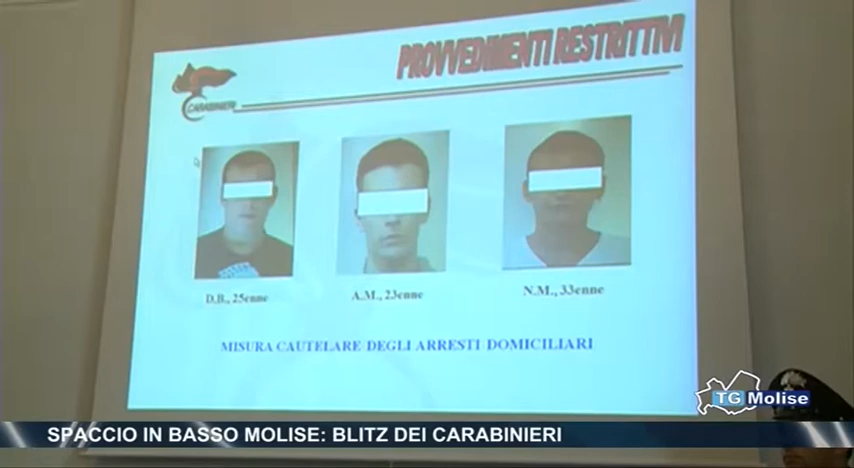 PROVVEDIMENTI RESTRITTIVI
CARABINIERI
D.B., 25enne
A.M., 23enne
N.M., 33enne
MISURA CAUTELARE DEGLI ARRESTI DOMICILIARI
TG Molise
SPACCIO IN BASSO MOLISE: BLITZ DEI CARABINIERI